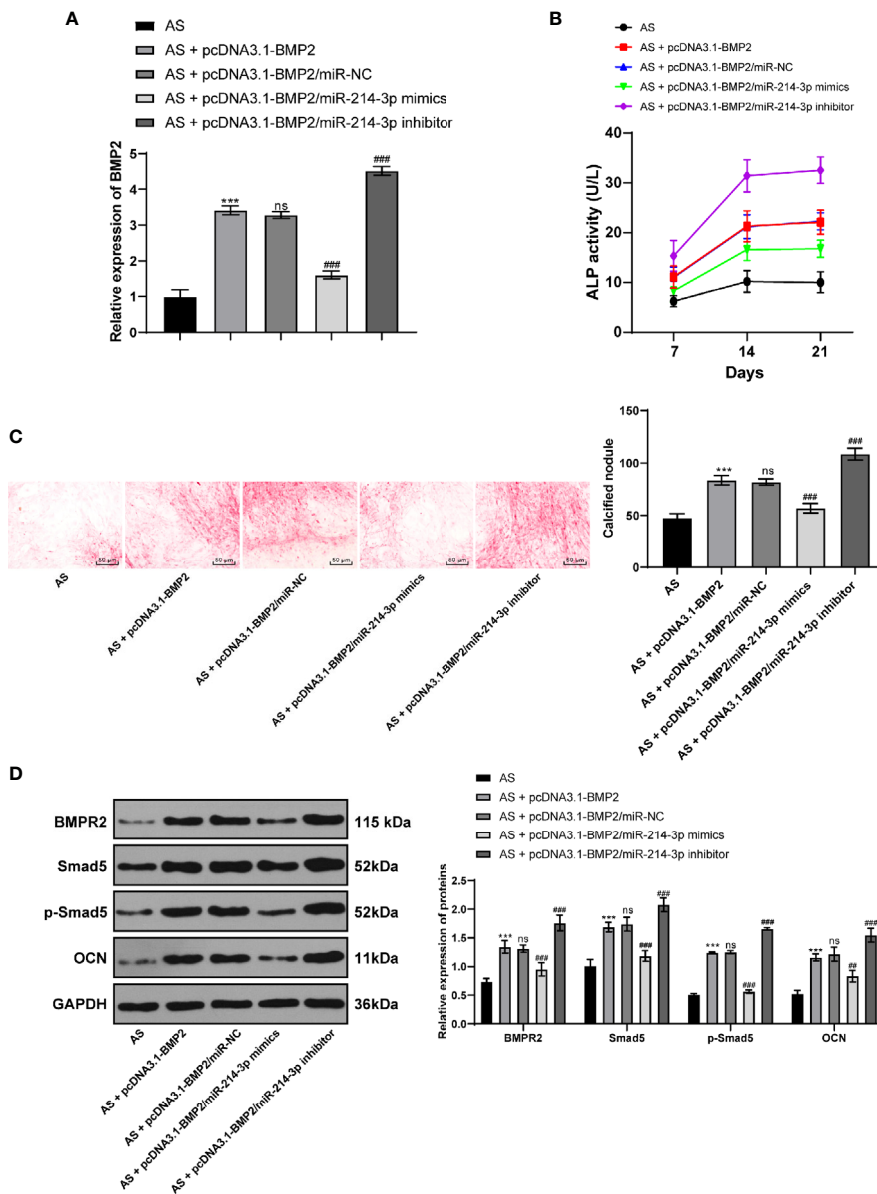 A
AS
AS + pcDNA3.1-BMP2
AS + pcDNA3.1-BMP2/miR-NC
AS + pcDNA3.1-BMP2/miR-214-3p mimics
AS + pcDNA3.1-BMP2/miR-214-3p inhibitor
Relative expression of BMP2
5
4
3
2
1
0
***
ns
###
###
B
AS
AS + pcDNA3.1-BMP2
AS + pcDNA3.1-BMP2/miR-NC
AS + pcDNA3.1-BMP2/miR-214-3p mimics
AS + pcDNA3.1-BMP2/miR-214-3p inhibitor
ALP activity (U/L)
40
30
20
10
0
7 14 21
Days
C
50 μm 50 μm 50 μm 50 μm 50 μm
AS
AS + pcDNA3.1-BMP2
AS + pcDNA3.1-BMP2/miR-NC
AS + pcDNA3.1-BMP2/miR-214-3p mimics
AS + pcDNA3.1-BMP2/miR-214-3p inhibitor
Calcified nodule
150
100
50
0
***
ns
###
###
AS
AS + pcDNA3.1-BMP2
AS + pcDNA3.1-BMP2/miR-NC
AS + pcDNA3.1-BMP2/miR-214-3p mimics
AS + pcDNA3.1-BMP2/miR-214-3p inhibitor
D
BMPR2 115 kDa
Smad5 52kDa
p-Smad5 52kDa
OCN 11kDa
GAPDH 36kDa
AS
AS + pcDNA3.1-BMP2
AS + pcDNA3.1-BMP2/miR-NC
AS + pcDNA3.1-BMP2/miR-214-3p mimics
AS + pcDNA3.1-BMP2/miR-214-3p inhibitor
AS
AS + pcDNA3.1-BMP2
AS + pcDNA3.1-BMP2/miR-NC
AS + pcDNA3.1-BMP2/miR-214-3p mimics
AS + pcDNA3.1-BMP2/miR-214-3p inhibitor
Relative expression of proteins
2.5
2.0
1.5
1.0
0.5
0.0
*** ns ### ###
*** ns ### ###
*** ns ### ###
*** ns ## ###
BMPR2 Smad5 p-Smad5 OCN